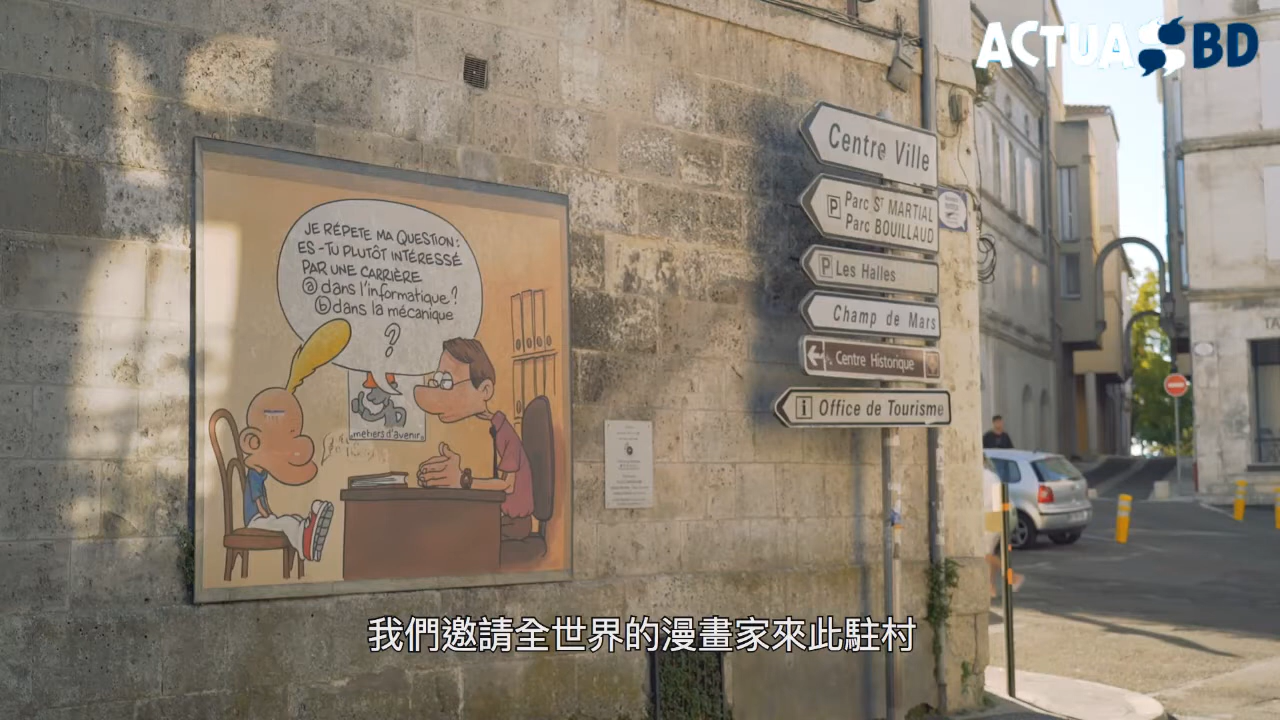 ACTUA BD
JE RÉPETE MA QUESTION:
ES-TU PLUTÔT INTÉRESSÉ
PAR UNE CARRIÈRE
ⓐ dans l'informatique?
ⓑ dans la mécanique
?
métiers d'avenir
Centre Ville
P Parc ST MARTIAL
Parc BOUILLAUD
P Les Halles
Champ de Mars
Centre Historique
i Office de Tourisme
我們邀請全世界的漫畫家來此駐村